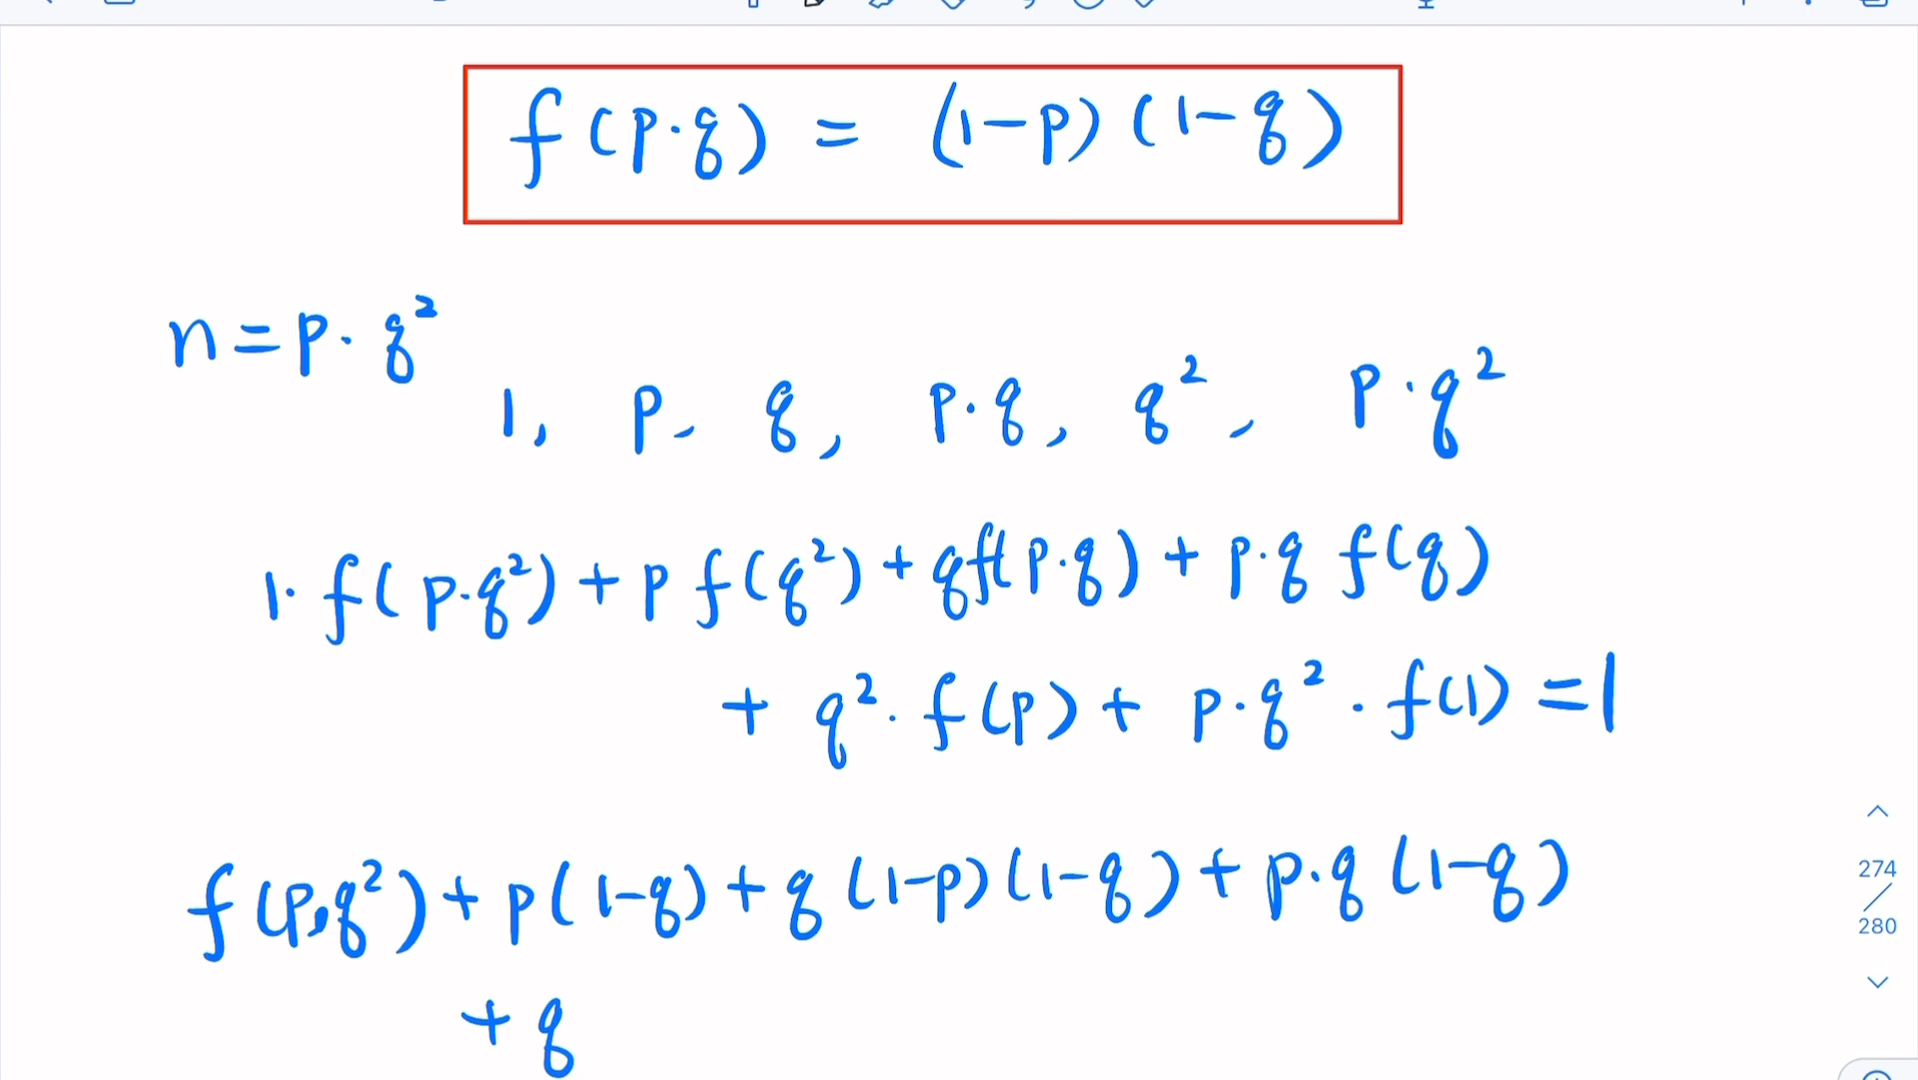 f(p·q) = (1-p)(1-q)
n=p·q²
1, p, q, p·q, q², p·q²
1·f(p·q²)+pf(q²)+qf(p·q)+p·q f(q)
+ q²·f(p)+p·q²·f(1)=1
f(p,q²)+p(1-q)+q(1-p)(1-q)+p·q(1-q)
+q
274
/
280